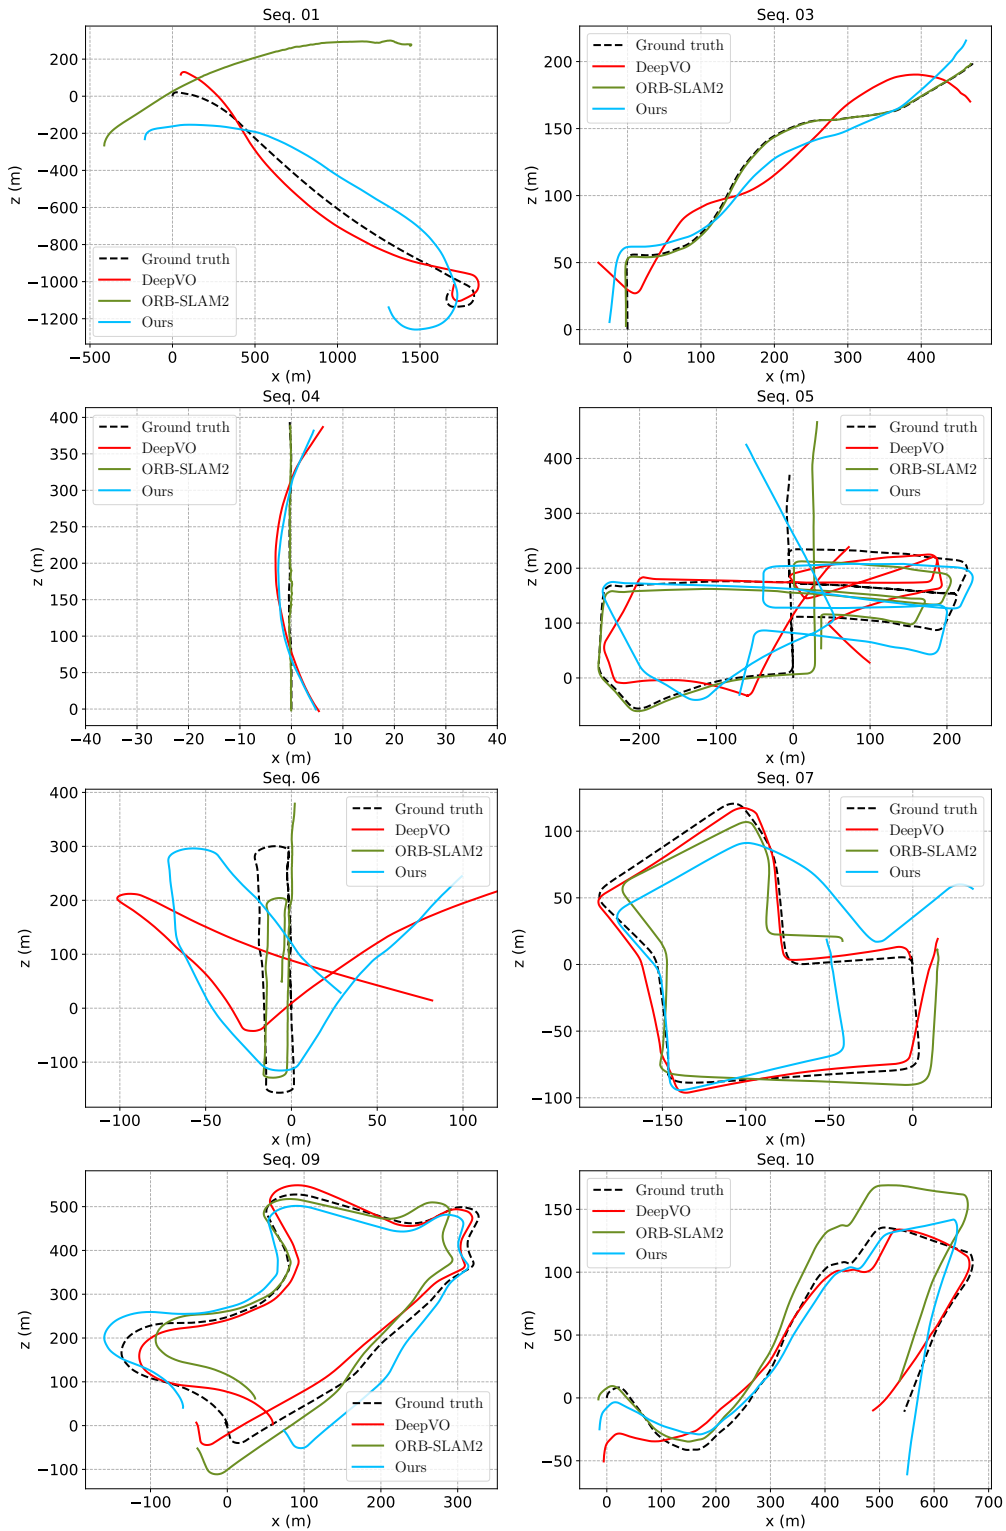 Seq. 01
200
0
−200
−400
−600
−800
−1000
−1200
z (m)
Ground truth
DeepVO
ORB-SLAM2
Ours
−500 0 500 1000 1500
x (m)
Seq. 03
200
150
100
50
0
z (m)
Ground truth
DeepVO
ORB-SLAM2
Ours
0 100 200 300 400
x (m)
Seq. 04
400
350
300
250
200
150
100
50
0
z (m)
Ground truth
DeepVO
ORB-SLAM2
Ours
−40 −30 −20 −10 0 10 20 30 40
x (m)
Seq. 05
400
300
200
100
0
z (m)
Ground truth
DeepVO
ORB-SLAM2
Ours
−200 −100 0 100 200
x (m)
Seq. 06
400
300
200
100
0
−100
z (m)
Ground truth
DeepVO
ORB-SLAM2
Ours
−100 −50 0 50 100
x (m)
Seq. 07
100
50
0
−50
−100
z (m)
Ground truth
DeepVO
ORB-SLAM2
Ours
−150 −100 −50 0
x (m)
Seq. 09
500
400
300
200
100
0
−100
z (m)
Ground truth
DeepVO
ORB-SLAM2
Ours
−100 0 100 200 300
x (m)
Seq. 10
150
100
50
0
−50
z (m)
Ground truth
DeepVO
ORB-SLAM2
Ours
0 100 200 300 400 500 600 700
x (m)